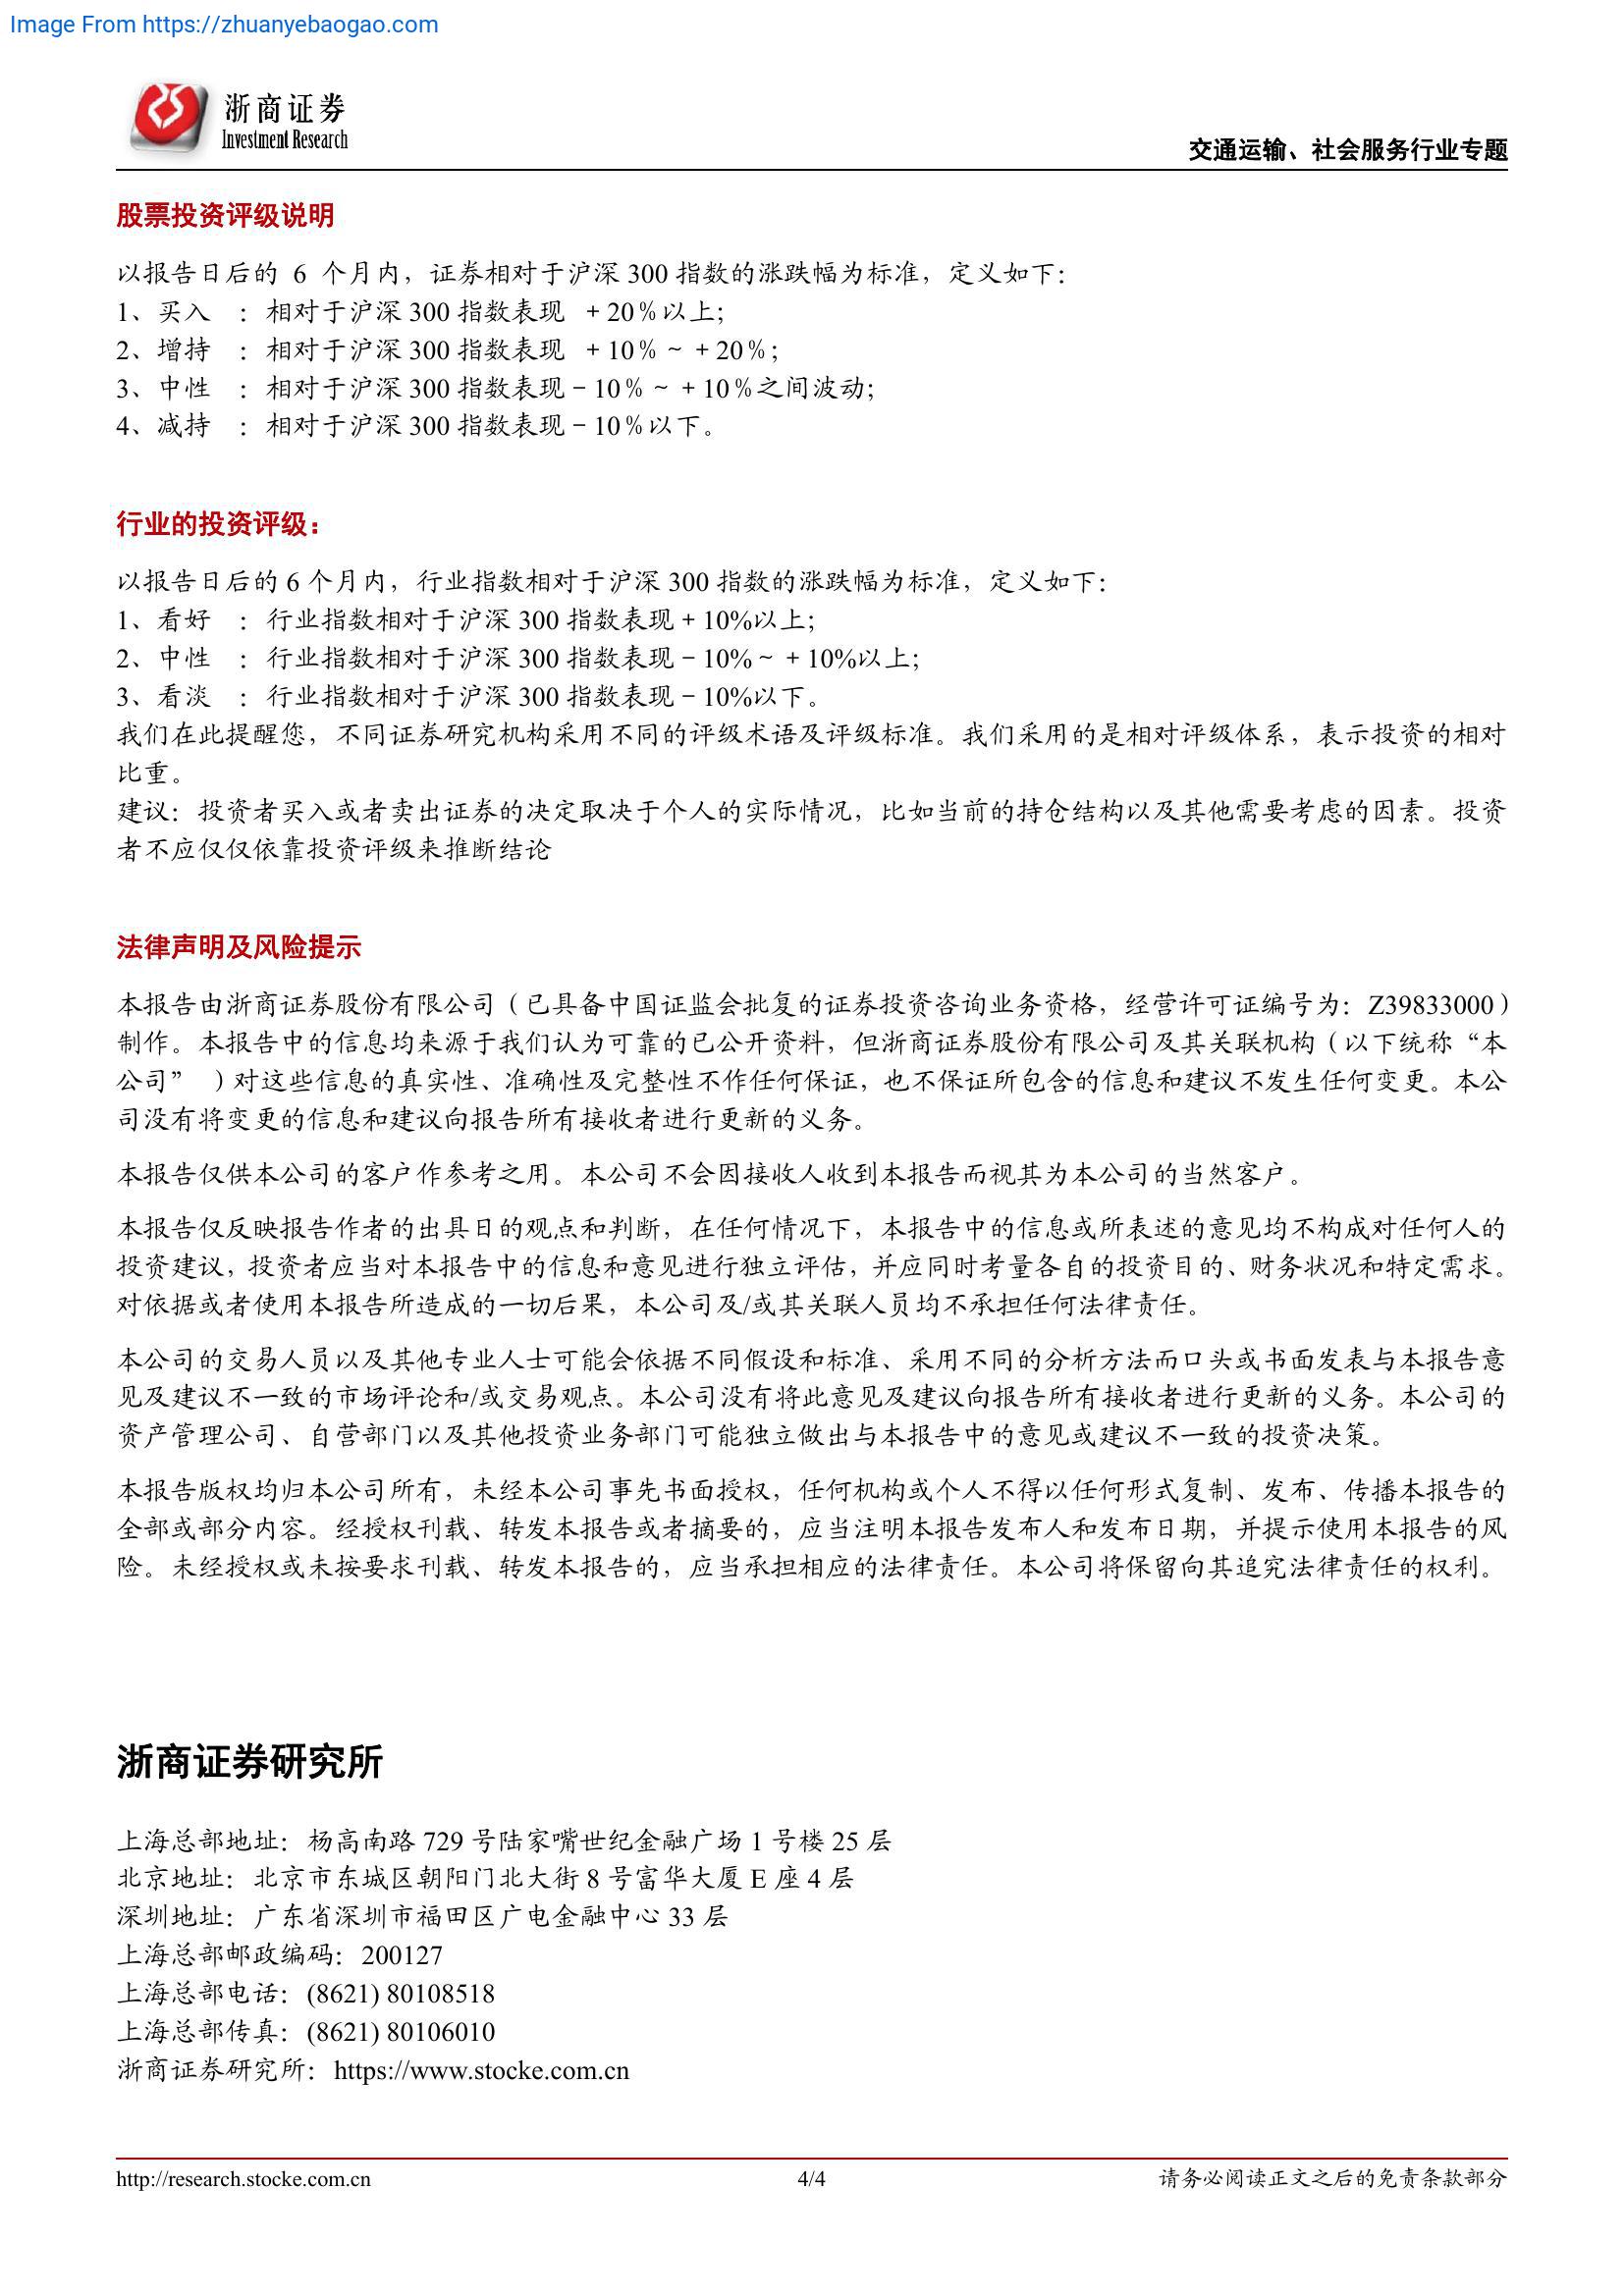 Image From https://zhuanyebaogao.com
浙商证券
Investment Research
交通运输、社会服务行业专题
股票投资评级说明
以报告日后的 6 个月内，证券相对于沪深 300 指数的涨跌幅为标准，定义如下：
1、买入 ：相对于沪深 300 指数表现 ＋20％以上；
2、增持 ：相对于沪深 300 指数表现 ＋10％～＋20％；
3、中性 ：相对于沪深 300 指数表现－10％～＋10％之间波动；
4、减持 ：相对于沪深 300 指数表现－10％以下。
行业的投资评级：
以报告日后的 6 个月内，行业指数相对于沪深 300 指数的涨跌幅为标准，定义如下：
1、看好 ：行业指数相对于沪深 300 指数表现＋10%以上；
2、中性 ：行业指数相对于沪深 300 指数表现－10%～＋10%以上；
3、看淡 ：行业指数相对于沪深 300 指数表现－10%以下。
我们在此提醒您，不同证券研究机构采用不同的评级术语及评级标准。我们采用的是相对评级体系，表示投资的相对
比重。
建议：投资者买入或者卖出证券的决定取决于个人的实际情况，比如当前的持仓结构以及其他需要考虑的因素。投资
者不应仅仅依靠投资评级来推断结论
法律声明及风险提示
本报告由浙商证券股份有限公司（已具备中国证监会批复的证券投资咨询业务资格，经营许可证编号为：Z39833000）
制作。本报告中的信息均来源于我们认为可靠的已公开资料，但浙商证券股份有限公司及其关联机构（以下统称“本
公司” ）对这些信息的真实性、准确性及完整性不作任何保证，也不保证所包含的信息和建议不发生任何变更。本公
司没有将变更的信息和建议向报告所有接收者进行更新的义务。
本报告仅供本公司的客户作参考之用。本公司不会因接收人收到本报告而视其为本公司的当然客户。
本报告仅反映报告作者的出具日的观点和判断，在任何情况下，本报告中的信息或所表述的意见均不构成对任何人的
投资建议，投资者应当对本报告中的信息和意见进行独立评估，并应同时考量各自的投资目的、财务状况和特定需求。
对依据或者使用本报告所造成的一切后果，本公司及/或其关联人员均不承担任何法律责任。
本公司的交易人员以及其他专业人士可能会依据不同假设和标准、采用不同的分析方法而口头或书面发表与本报告意
见及建议不一致的市场评论和/或交易观点。本公司没有将此意见及建议向报告所有接收者进行更新的义务。本公司的
资产管理公司、自营部门以及其他投资业务部门可能独立做出与本报告中的意见或建议不一致的投资决策。
本报告版权均归本公司所有，未经本公司事先书面授权，任何机构或个人不得以任何形式复制、发布、传播本报告的
全部或部分内容。经授权刊载、转发本报告或者摘要的，应当注明本报告发布人和发布日期，并提示使用本报告的风
险。未经授权或未按要求刊载、转发本报告的，应当承担相应的法律责任。本公司将保留向其追究法律责任的权利。
浙商证券研究所
上海总部地址：杨高南路 729 号陆家嘴世纪金融广场 1 号楼 25 层
北京地址：北京市东城区朝阳门北大街 8 号富华大厦 E 座 4 层
深圳地址：广东省深圳市福田区广电金融中心 33 层
上海总部邮政编码：200127
上海总部电话：(8621) 80108518
上海总部传真：(8621) 80106010
浙商证券研究所：https://www.stocke.com.cn
http://research.stocke.com.cn
4/4
请务必阅读正文之后的免责条款部分